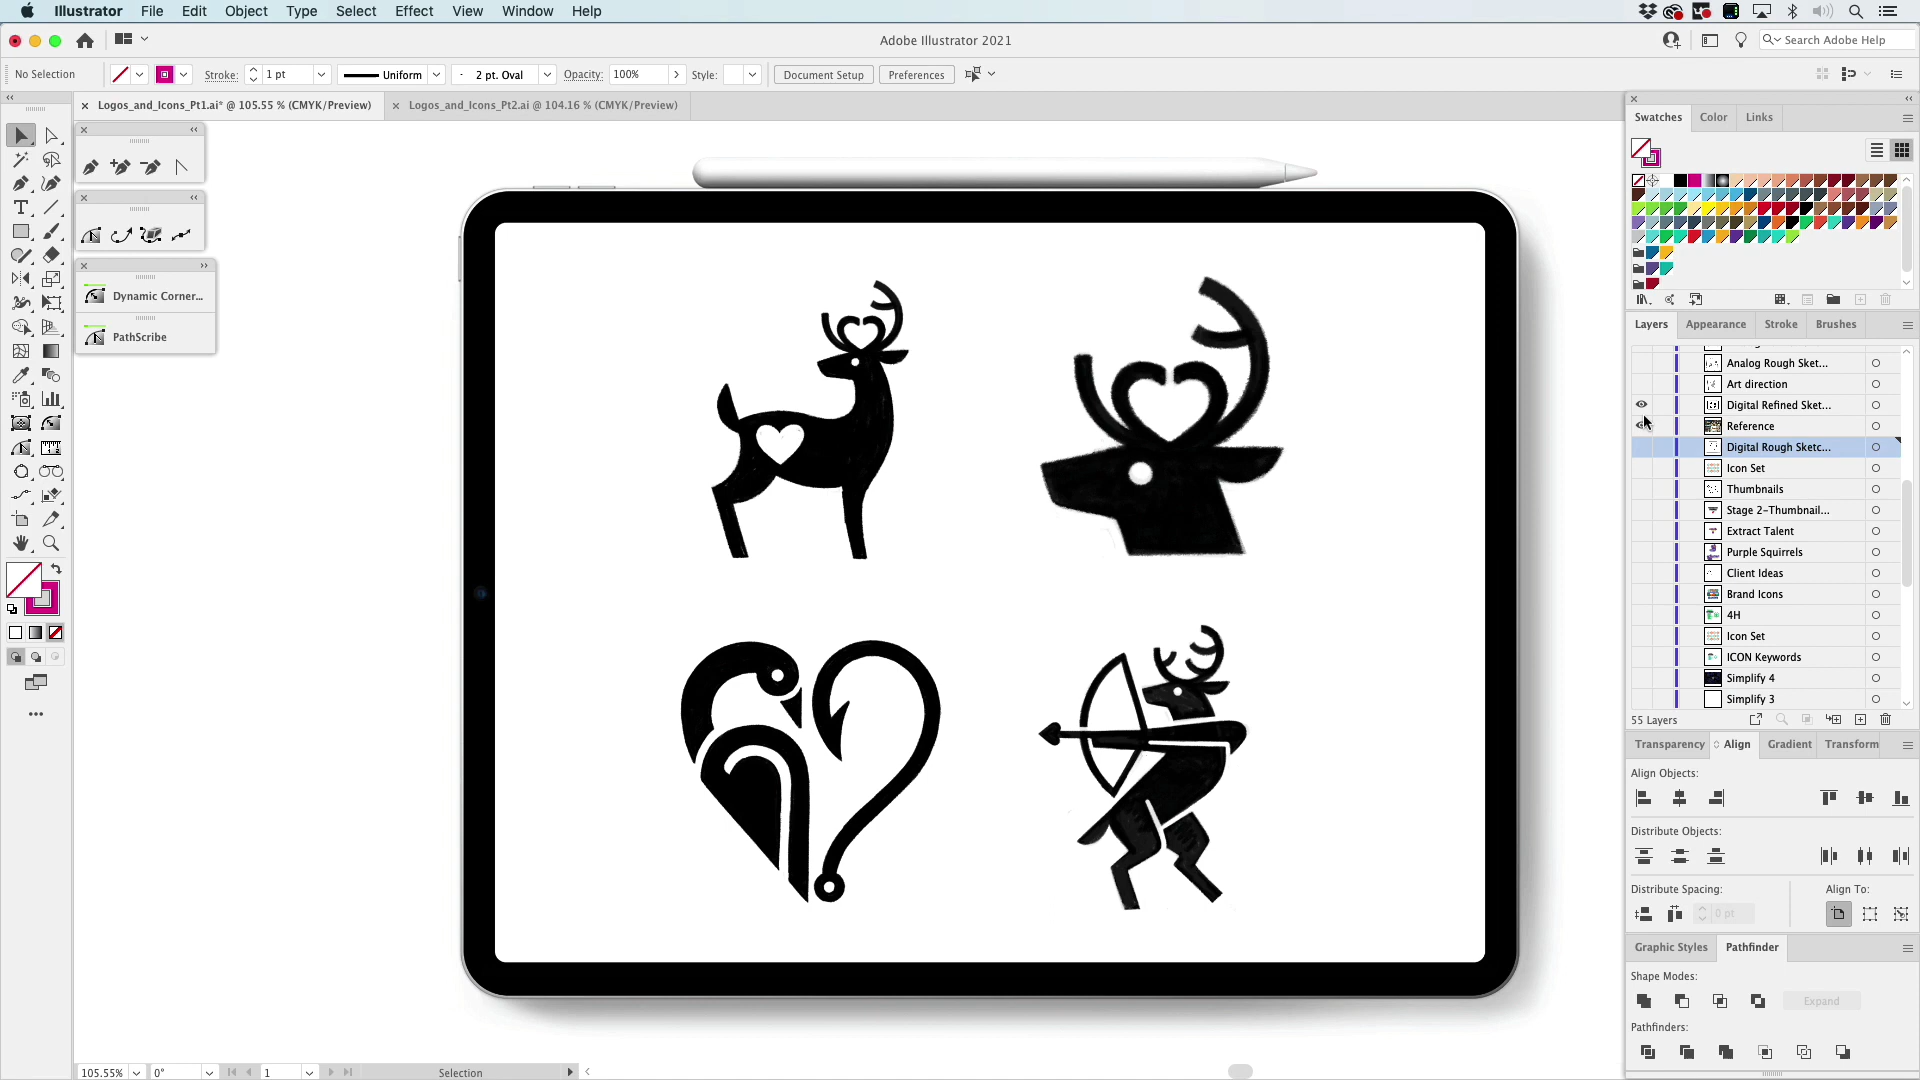 Illustrator File Edit Object Type Select Effect View Window Help
Adobe Illustrator 2021
Search Adobe Help
No Selection
Stroke: 1 pt
Uniform
2 pt. Oval
Opacity: 100%
Style:
Document Setup
Preferences
Logos_and_Icons_Pt1.ai* @ 105.55 % (CMYK/Preview)
Logos_and_Icons_Pt2.ai @ 104.16 % (CMYK/Preview)
Dynamic Corner...
PathScribe
Swatches Color Links
Layers Appearance Stroke Brushes
Analog Rough Sket...
Art direction
Digital Refined Sket...
Reference
Digital Rough Sketc...
Icon Set
Thumbnails
Stage 2-Thumbnail...
Extract Talent
Purple Squirrels
Client Ideas
Brand Icons
4H
Icon Set
ICON Keywords
Simplify 4
Simplify 3
55 Layers
Transparency Align Gradient Transform
Align Objects:
Distribute Objects:
Distribute Spacing:
Align To:
0 pt
Graphic Styles Pathfinder
Shape Modes:
Expand
Pathfinders:
105.55% 0° 1 Selection